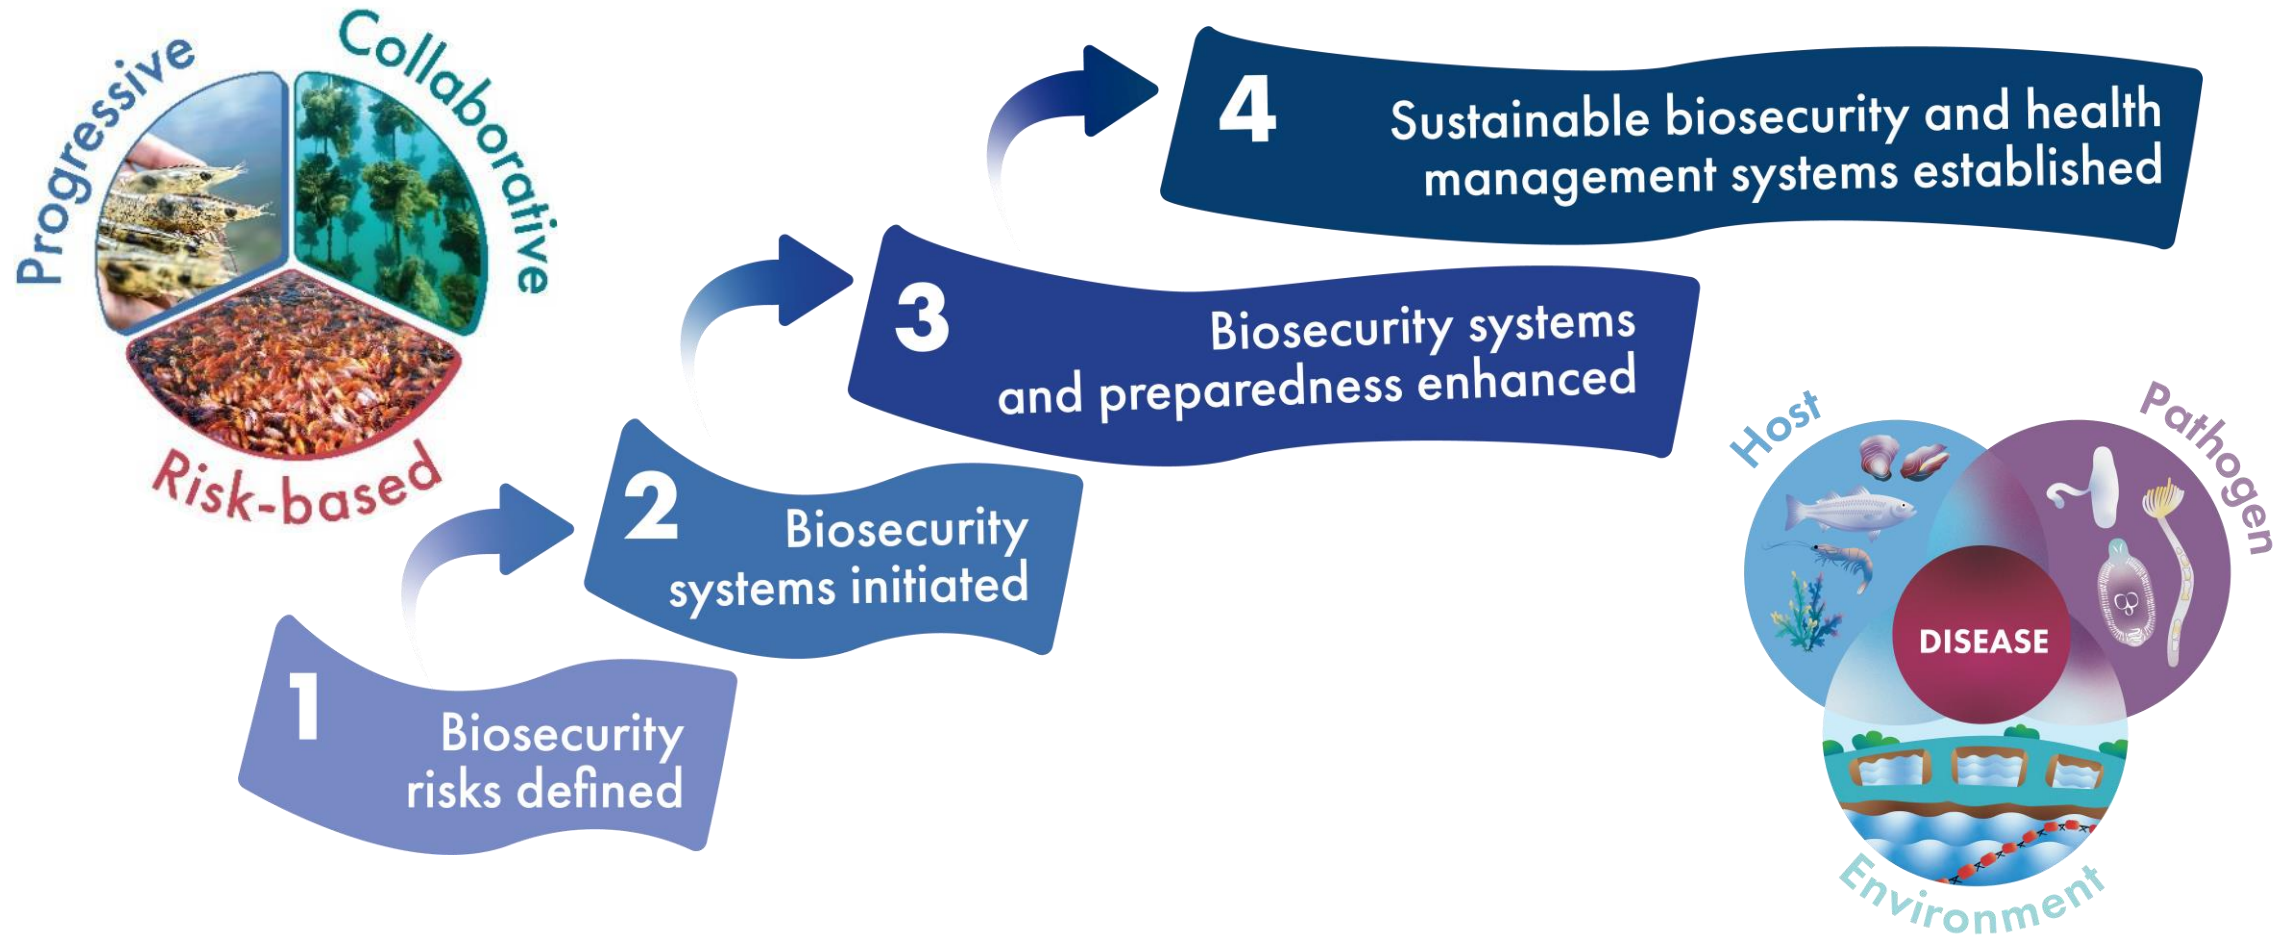 Progressive
Collaborative
Risk-based
1
Biosecurity
risks defined
2
Biosecurity
systems initiated
3
Biosecurity systems
and preparedness enhanced
4
Sustainable biosecurity and health
management systems established
Host
Pathogen
DISEASE
Environment